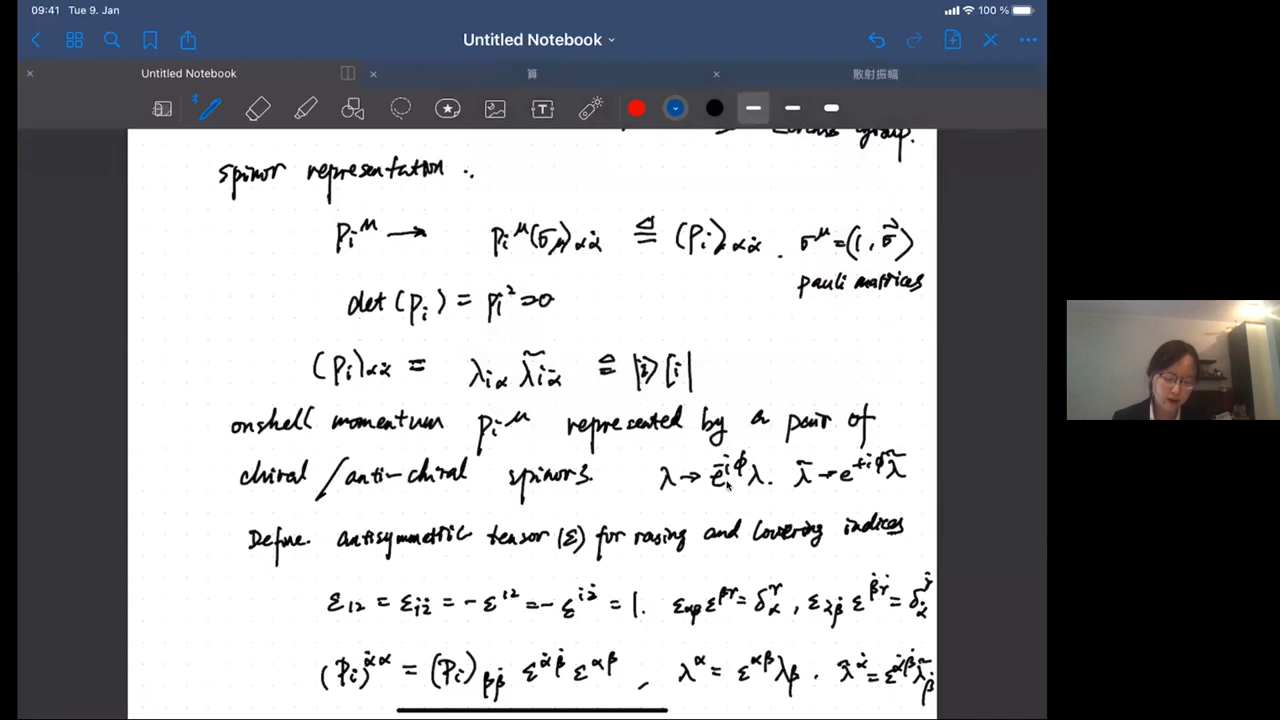 09:41 Tue 9. Jan 100 %
Untitled Notebook
Untitled Notebook 算 散射振幅
Lorentz group.
spinor representation :
p_i^μ → p_i^μ (σ_μ)_{αα̇} ≜ (p_i)_{αα̇} . σ^μ = (1, σ⃗)
pauli matrices
det(p_i) = p_i^2 = 0
(p_i)_{αα̇} = λ_{iα} λ̃_{iα̇} ≜ |i⟩[i|
onshell momentum p_i^μ represented by a pair of
chiral/anti-chiral spinors. λ → e^{-iφ} λ. λ̃ → e^{+iφ} λ̃
Define. antisymmetric tensor (ε) for rasing and lowering indices
ε_{12} = ε_{1̇2̇} = -ε^{12} = -ε^{1̇2̇} = 1. ε_{αβ} ε^{βγ} = δ_α^γ , ε_{α̇β̇} ε^{β̇γ̇} = δ_α̇^γ̇
(p_i)^{α̇α} = (p_i)_{ββ̇} ε^{α̇β̇} ε^{αβ} , λ^α = ε^{αβ} λ_β . λ̃^α̇ = ε^{α̇β̇} λ̃_β̇